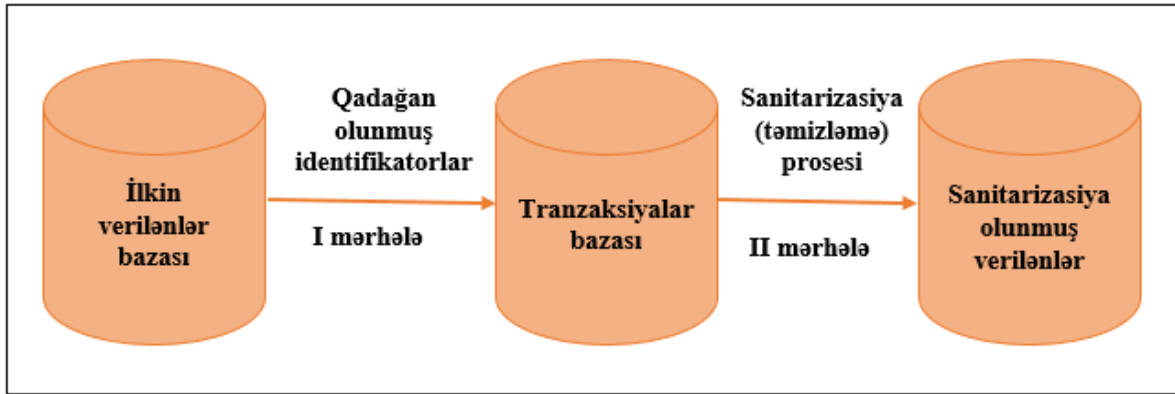 İlkin
verilənlər
bazası
Qadağan
olunmuş
identifikatorlar
I mərhələ
Tranzaksiyalar
bazası
Sanitarizasiya
(təmizləmə)
prosesi
II mərhələ
Sanitarizasiya
olunmuş
verilənlər